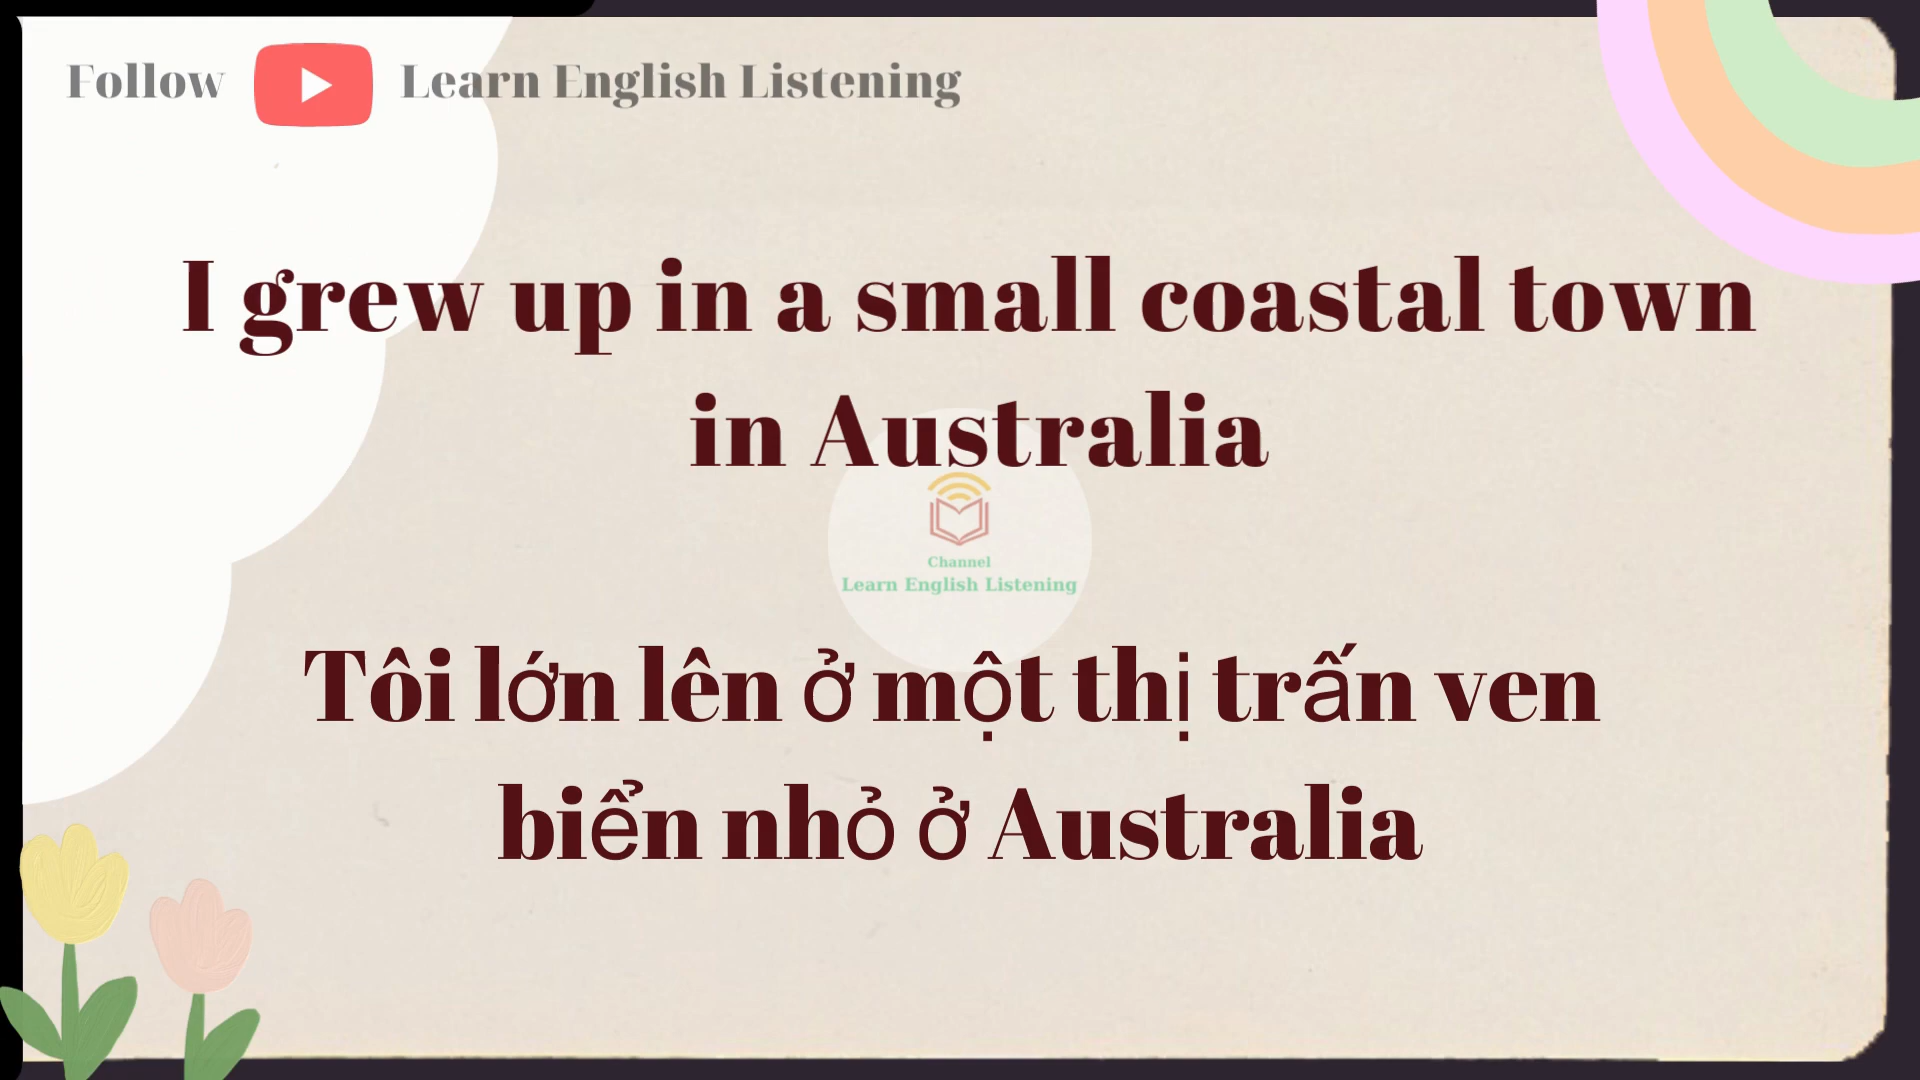 Follow Learn English Listening
I grew up in a small coastal town
in Australia
Channel
Learn English Listening
Tôi lớn lên ở một thị trấn ven
biển nhỏ ở Australia